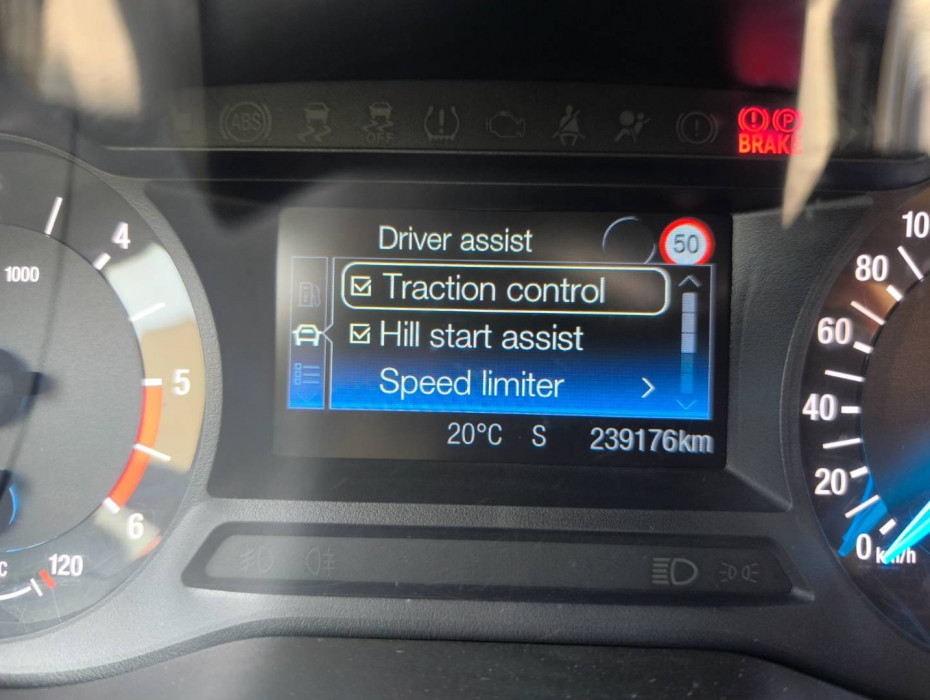 ABS
OFF
! P
BRAKE
Driver assist
50
Traction control
Hill start assist
Speed limiter
20°C S 239176km
1000
4
5
6
120
C
10
80
60
40
20
0 km/h